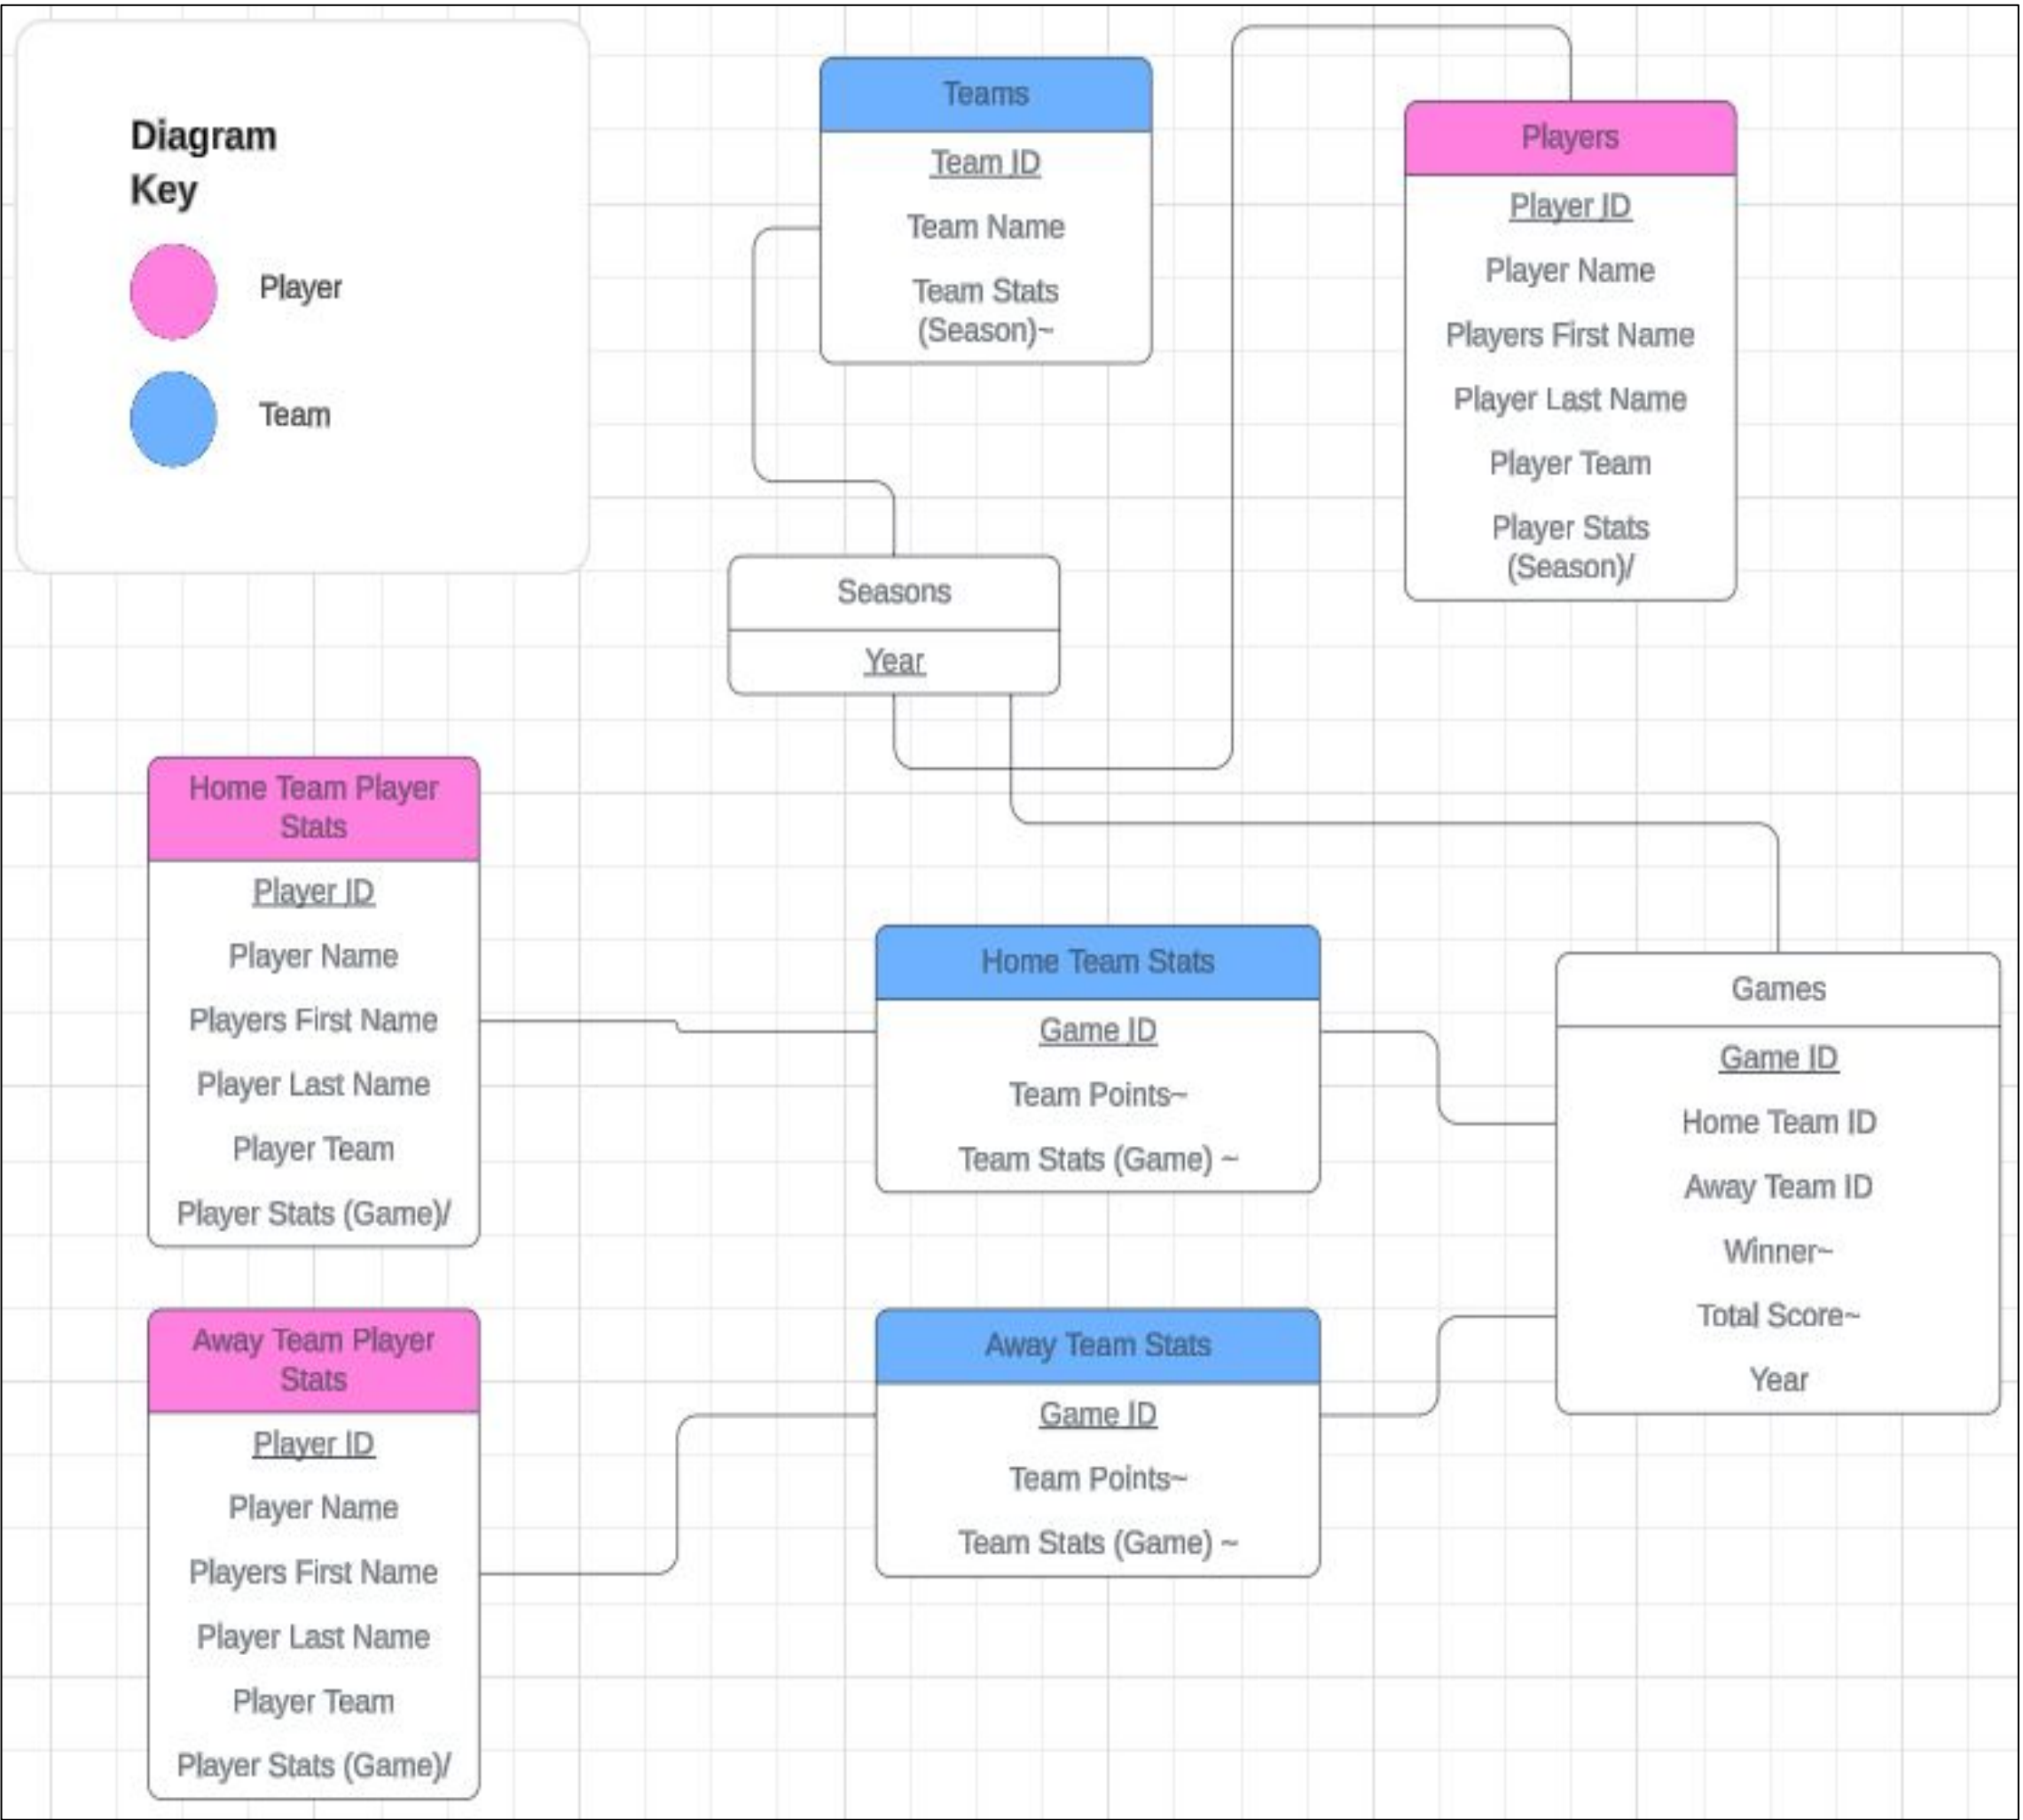 Diagram
Key
Player
Team
Teams
Team ID
Team Name
Team Stats
(Season)~
Players
Player ID
Player Name
Players First Name
Player Last Name
Player Team
Player Stats
(Season)/
Seasons
Year
Home Team Player
Stats
Player ID
Player Name
Players First Name
Player Last Name
Player Team
Player Stats (Game)/
Home Team Stats
Game ID
Team Points~
Team Stats (Game) ~
Games
Game ID
Home Team ID
Away Team ID
Winner~
Total Score~
Year
Away Team Player
Stats
Player ID
Player Name
Players First Name
Player Last Name
Player Team
Player Stats (Game)/
Away Team Stats
Game ID
Team Points~
Team Stats (Game) ~